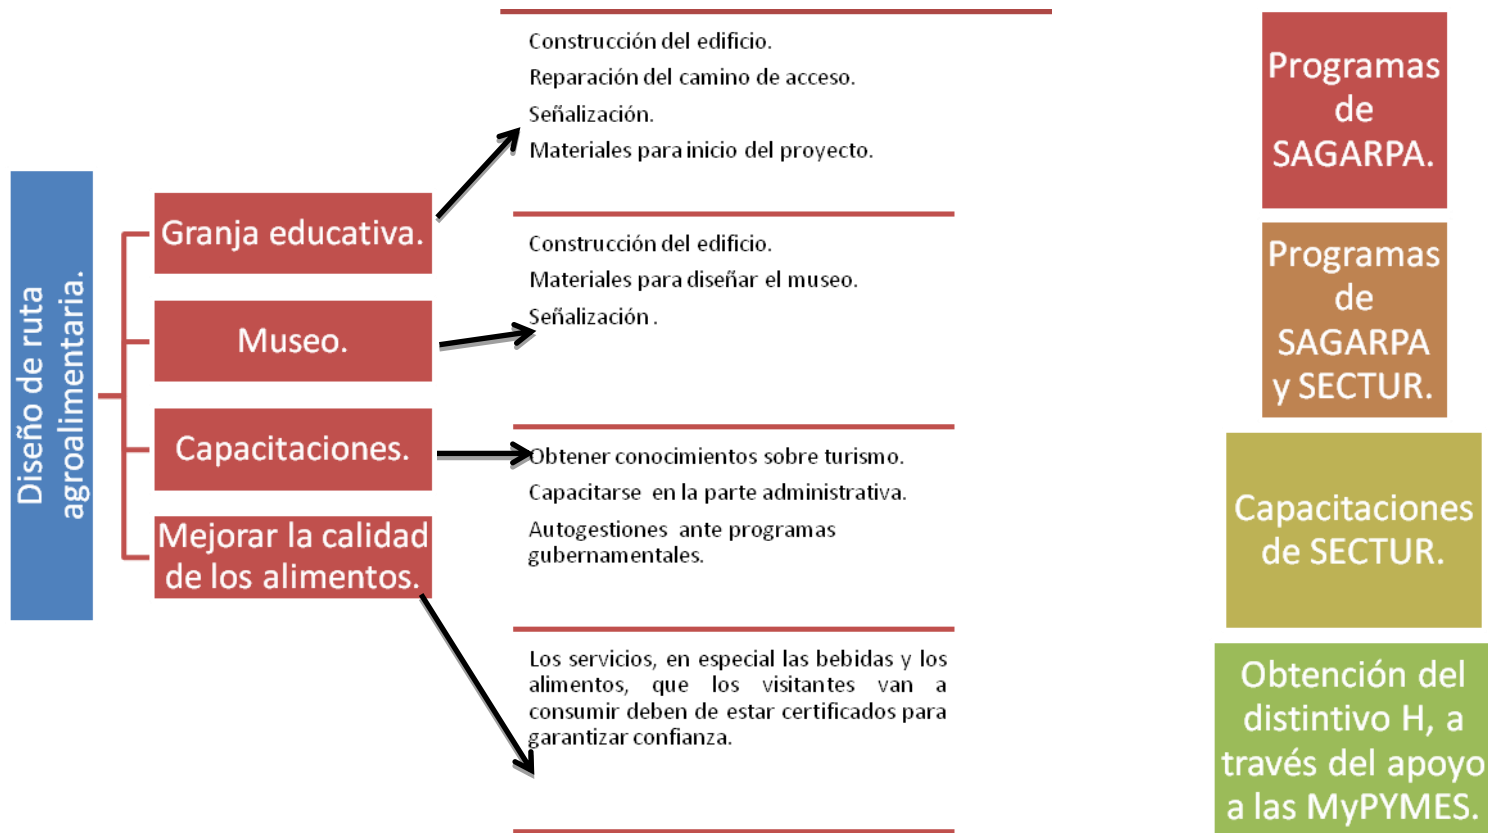 Diseño de ruta
agroalimentaria.
Granja educativa.
Museo.
Capacitaciones.
Mejorar la calidad
de los alimentos.
Construcción del edificio.
Reparación del camino de acceso.
Señalización.
Materiales para inicio del proyecto.
Construcción del edificio.
Materiales para diseñar el museo.
Señalización .
Obtener conocimientos sobre turismo.
Capacitarse en la parte administrativa.
Autogestiones ante programas
gubernamentales.
Los servicios, en especial las bebidas y los
alimentos, que los visitantes van a
consumir deben de estar certificados para
garantizar confianza.
Programas
de
SAGARPA.
Programas
de
SAGARPA
y SECTUR.
Capacitaciones
de SECTUR.
Obtención del
distintivo H, a
través del apoyo
a las MyPYMES.